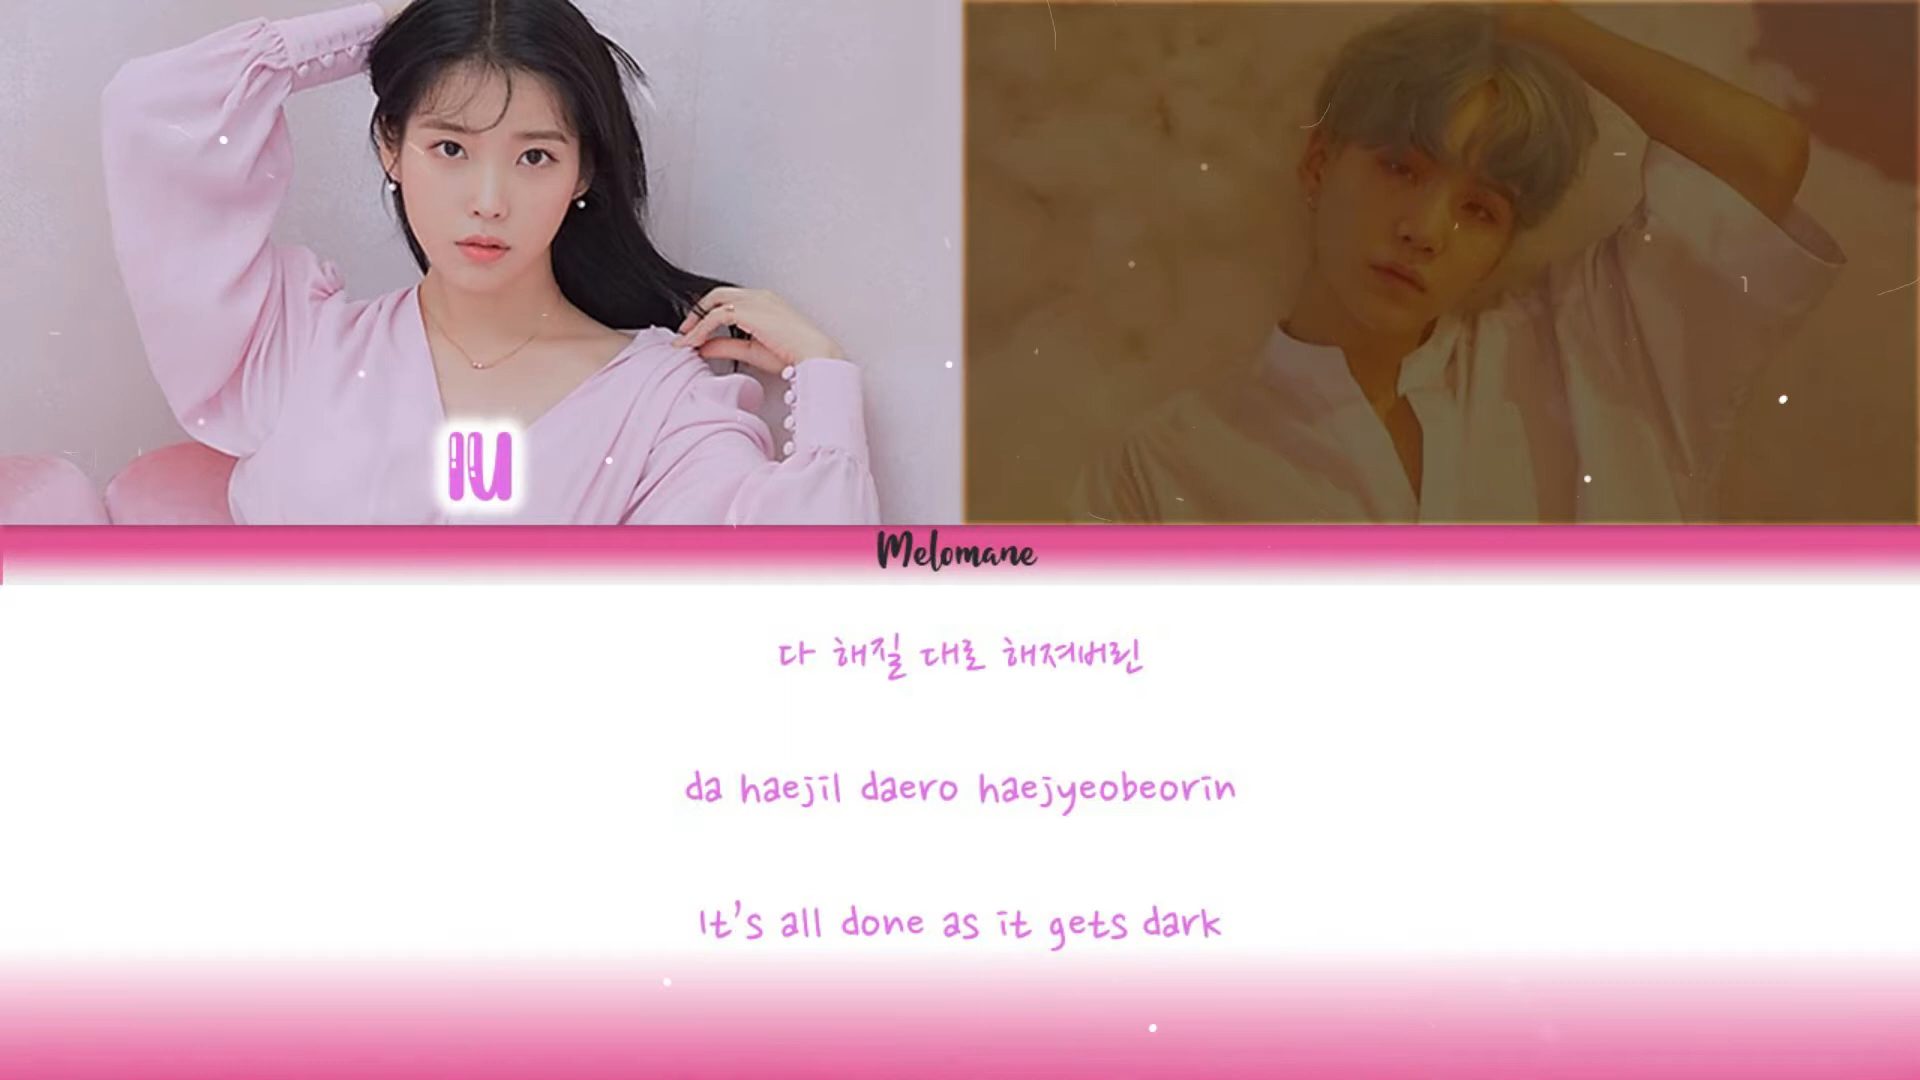 IU
Melomane
다 해질 대로 해져버린
da haejil daero haejyeobeorin
It's all done as it gets dark